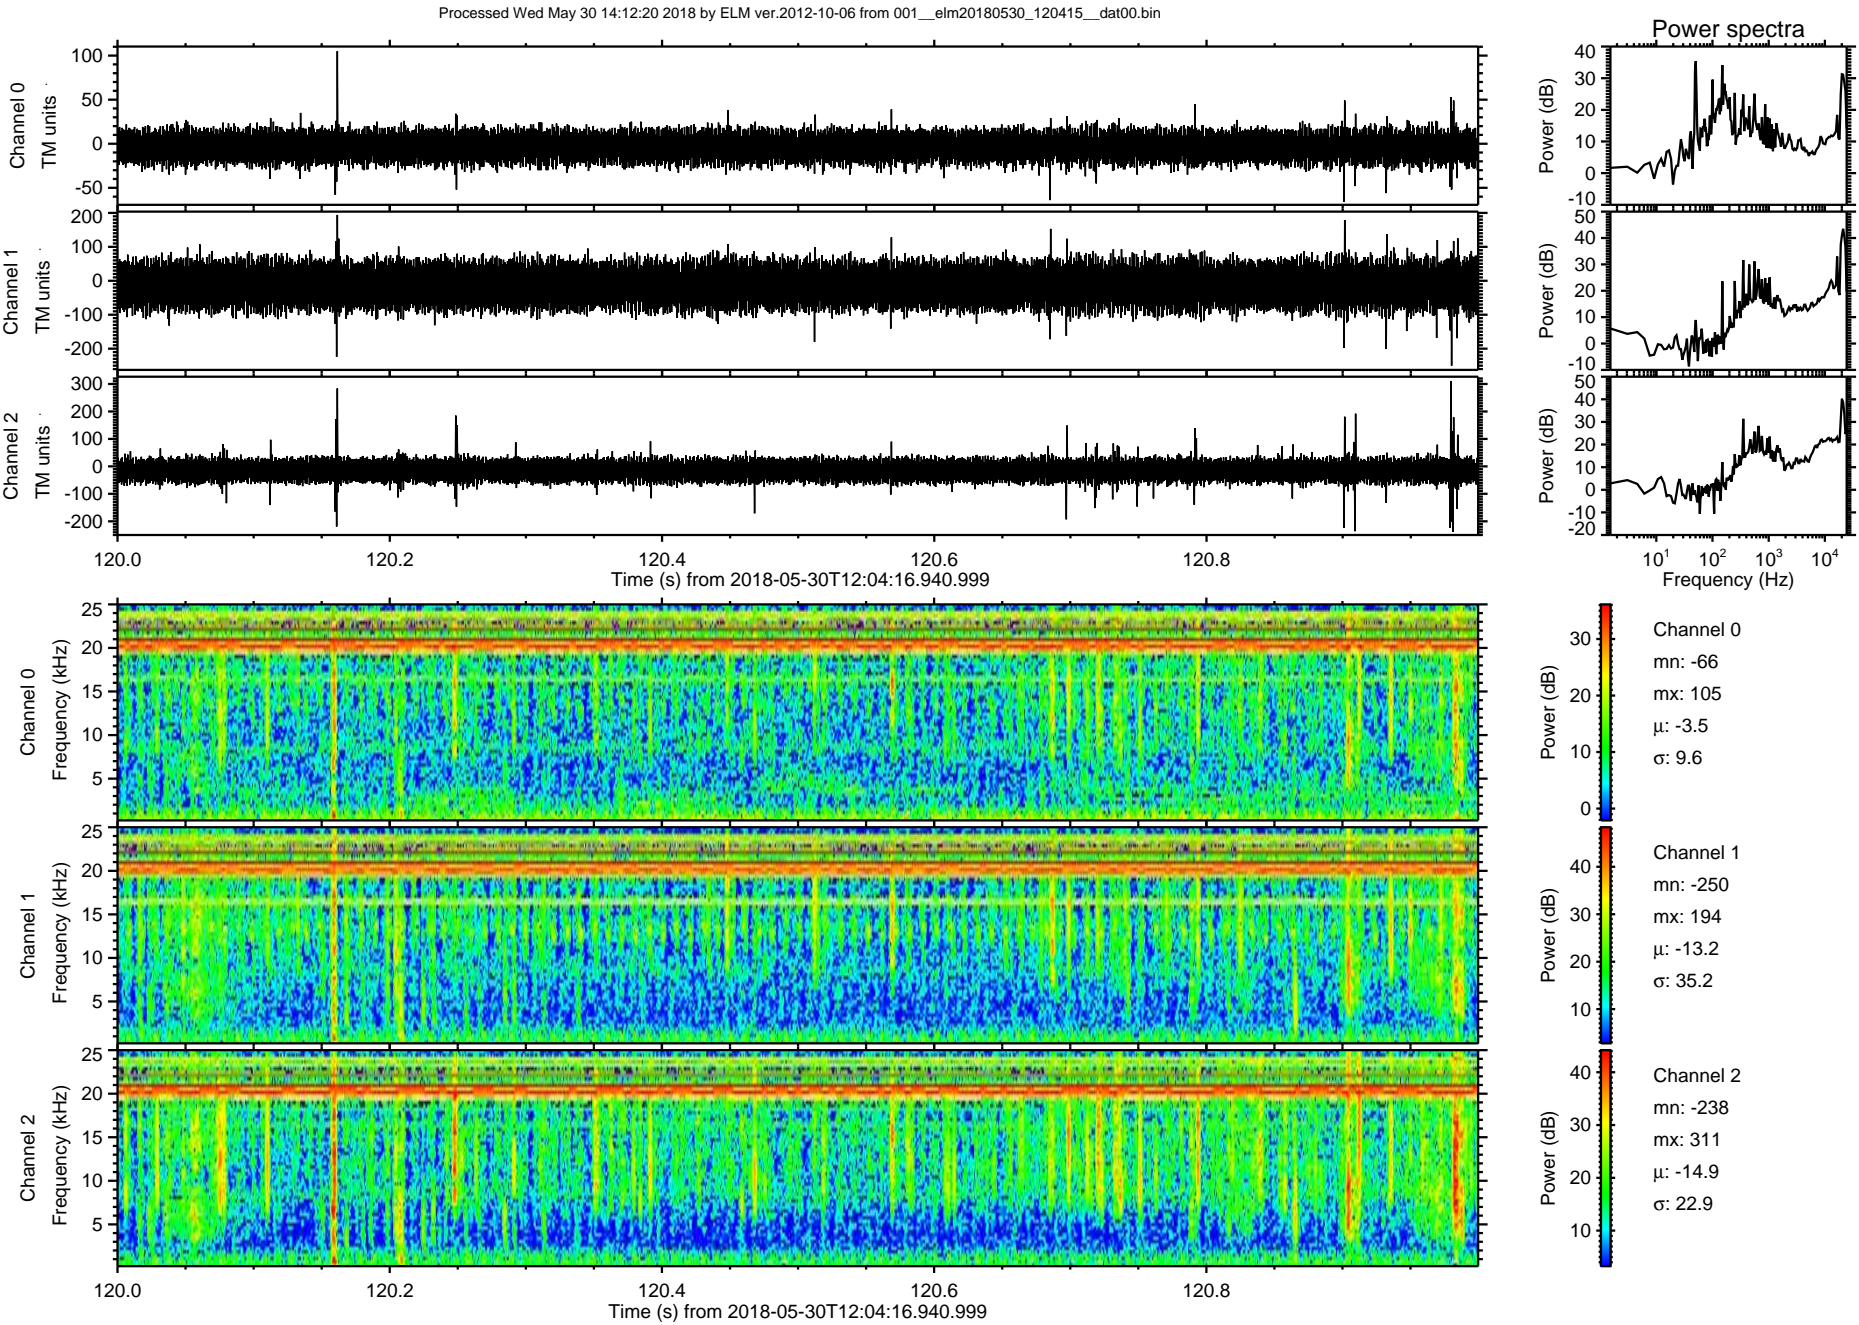 Processed Wed May 30 14:12:20 2018 by ELM ver.2012-10-06 from 001__elm20180530_120415__dat00.bin
Power spectra
Channel 0
TM units
100
50
0
-50
Power (dB)
40
30
20
10
0
-10
Channel 1
TM units
200
100
0
-100
-200
Power (dB)
50
40
30
20
10
0
-10
Channel 2
TM units
300
200
100
0
-100
-200
Power (dB)
50
40
30
20
10
0
-10
-20
120.0 120.2 120.4 120.6 120.8
Time (s) from 2018-05-30T12:04:16.940.999
10¹ 10² 10³ 10⁴
Frequency (Hz)
Channel 0
Frequency (kHz)
25
20
15
10
5
Power (dB)
30
20
10
0
Channel 0
mn: -66
mx: 105
μ: -3.5
σ: 9.6
Channel 1
Frequency (kHz)
25
20
15
10
5
Power (dB)
40
30
20
10
Channel 1
mn: -250
mx: 194
μ: -13.2
σ: 35.2
Channel 2
Frequency (kHz)
25
20
15
10
5
Power (dB)
40
30
20
10
Channel 2
mn: -238
mx: 311
μ: -14.9
σ: 22.9
120.0 120.2 120.4 120.6 120.8
Time (s) from 2018-05-30T12:04:16.940.999